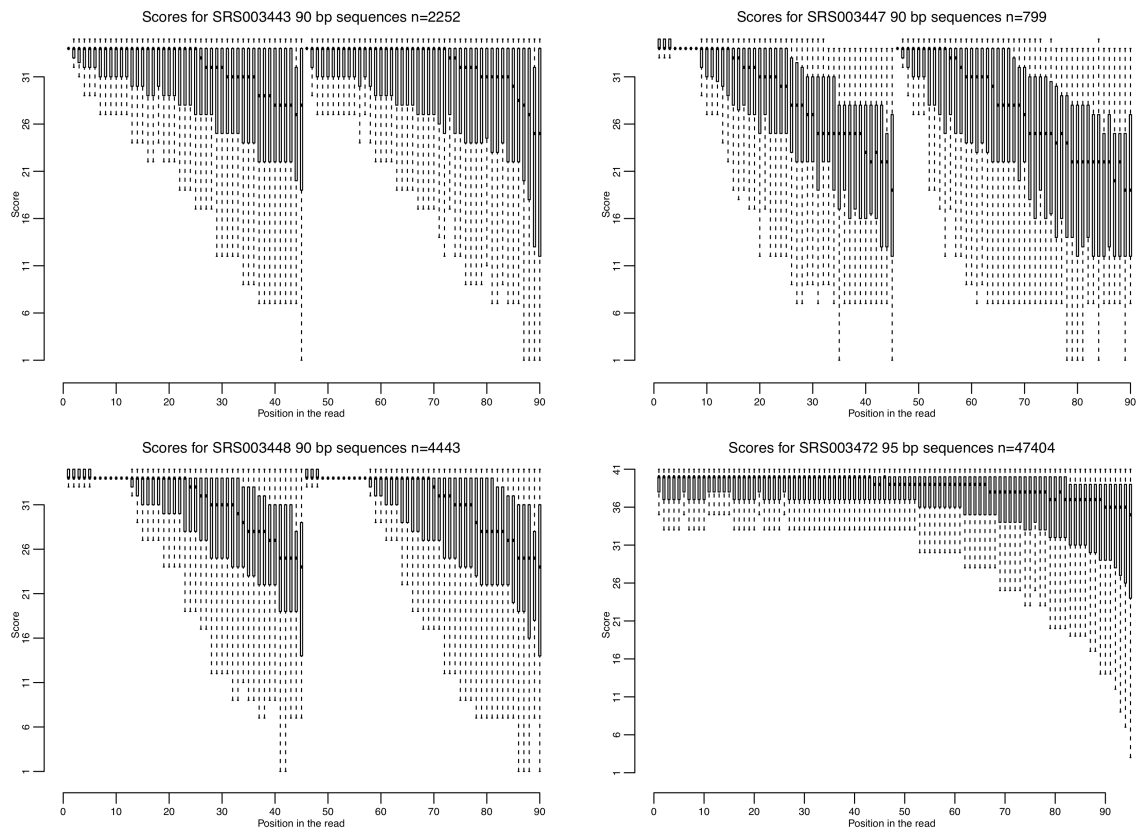 Scores for SRS003443 90 bp sequences n=2252
Score
31
26
21
16
11
6
1
0 10 20 30 40 50 60 70 80 90
Position in the read
Scores for SRS003447 90 bp sequences n=799
Score
31
26
21
16
11
6
1
0 10 20 30 40 50 60 70 80 90
Position in the read
Scores for SRS003448 90 bp sequences n=4443
Score
31
26
21
16
11
6
1
0 10 20 30 40 50 60 70 80 90
Position in the read
Scores for SRS003472 95 bp sequences n=47404
Score
41
36
31
26
21
16
11
6
1
0 10 20 30 40 50 60 70 80 90
Position in the read